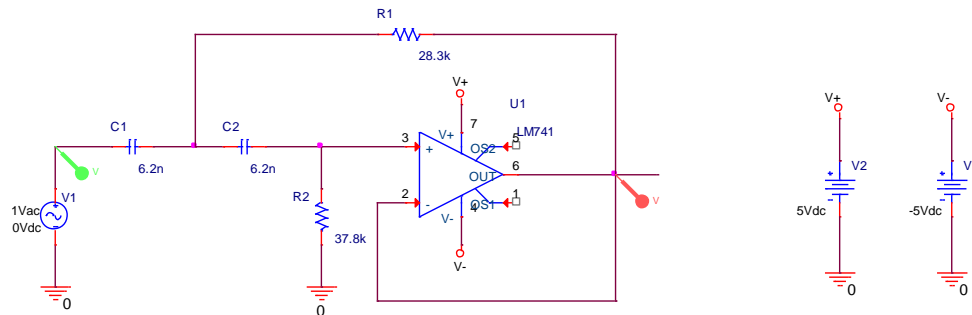 R1
28.3k
V+
U1
7
V+
LM741
5
OS2
C1
C2
3
+
6
OUT
6.2n
6.2n
V
V1
1Vac
0Vdc
R2
37.8k
2
-
4
V-
OS1
1
V
V-
0
0
V+
V-
V2
V
5Vdc
-5Vdc
0
0